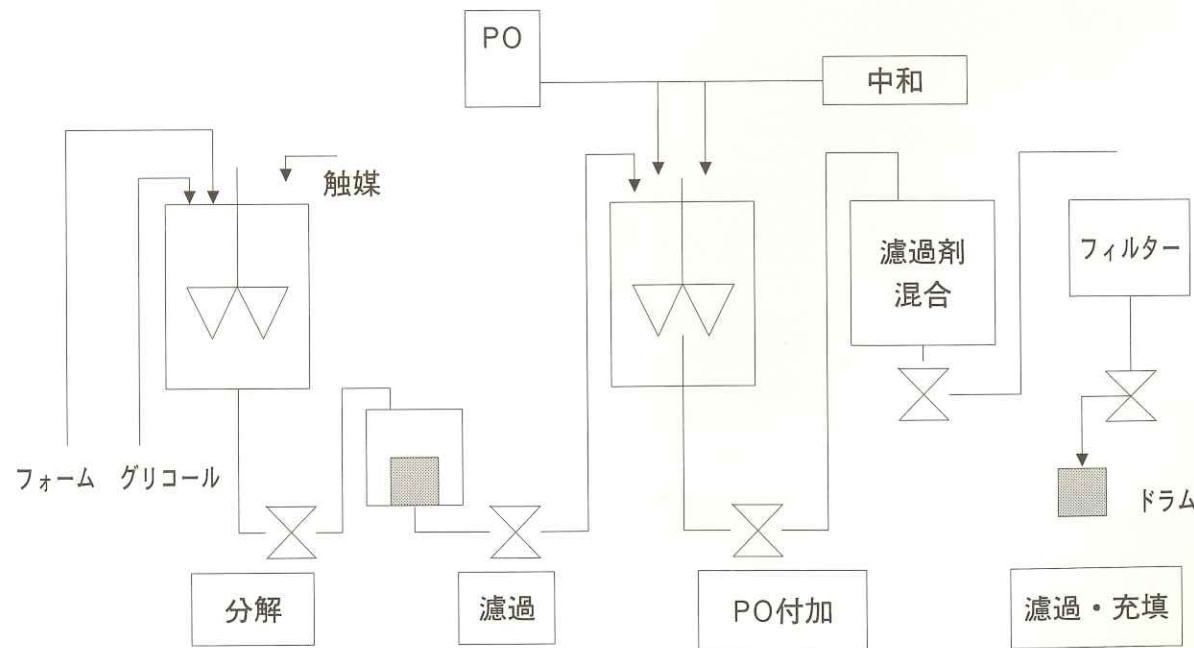 PO
中和
触媒
濾過剤
混合
フィルター
フォーム
グリコール
ドラム
分解
濾過
PO付加
濾過・充填